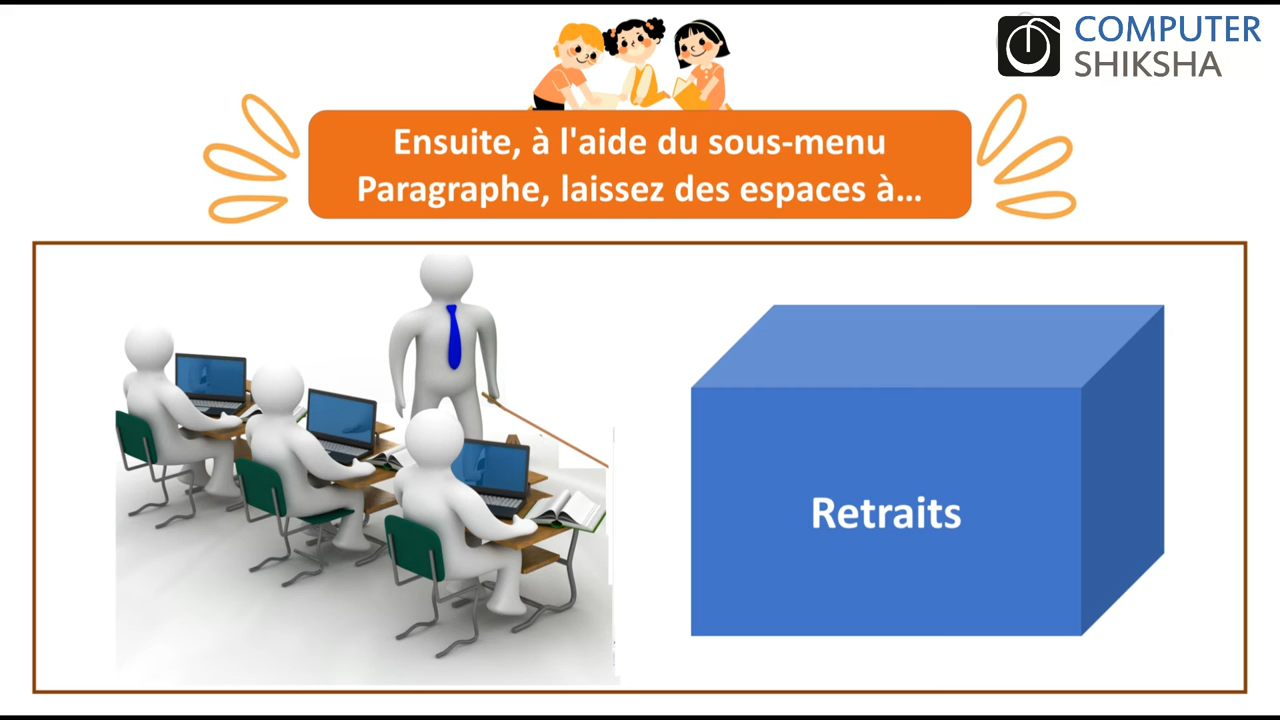 COMPUTER
SHIKSHA
Ensuite, à l'aide du sous-menu
Paragraphe, laissez des espaces à...
Retraits